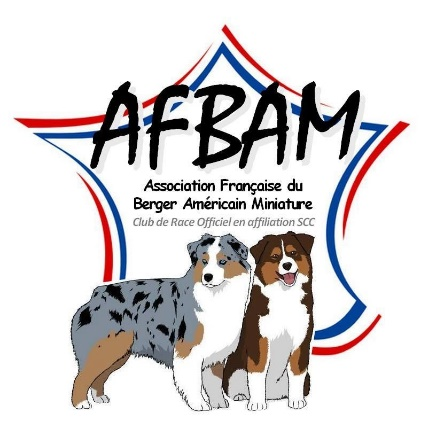 AFBAM
Association Française du
Berger Américain Miniature
Club de Race Officiel en affiliation SCC